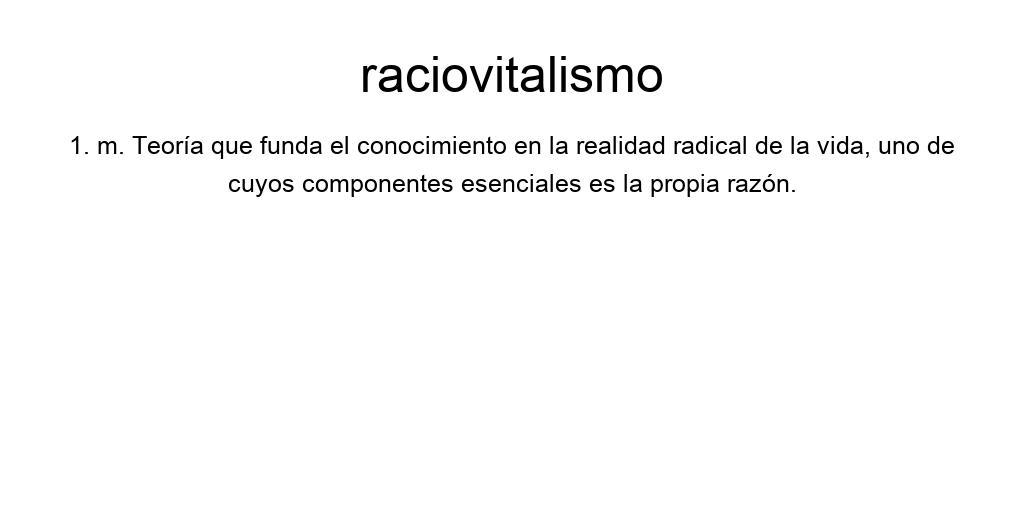 raciovitalismo
1. m. Teoría que funda el conocimiento en la realidad radical de la vida, uno de
cuyos componentes esenciales es la propia razón.